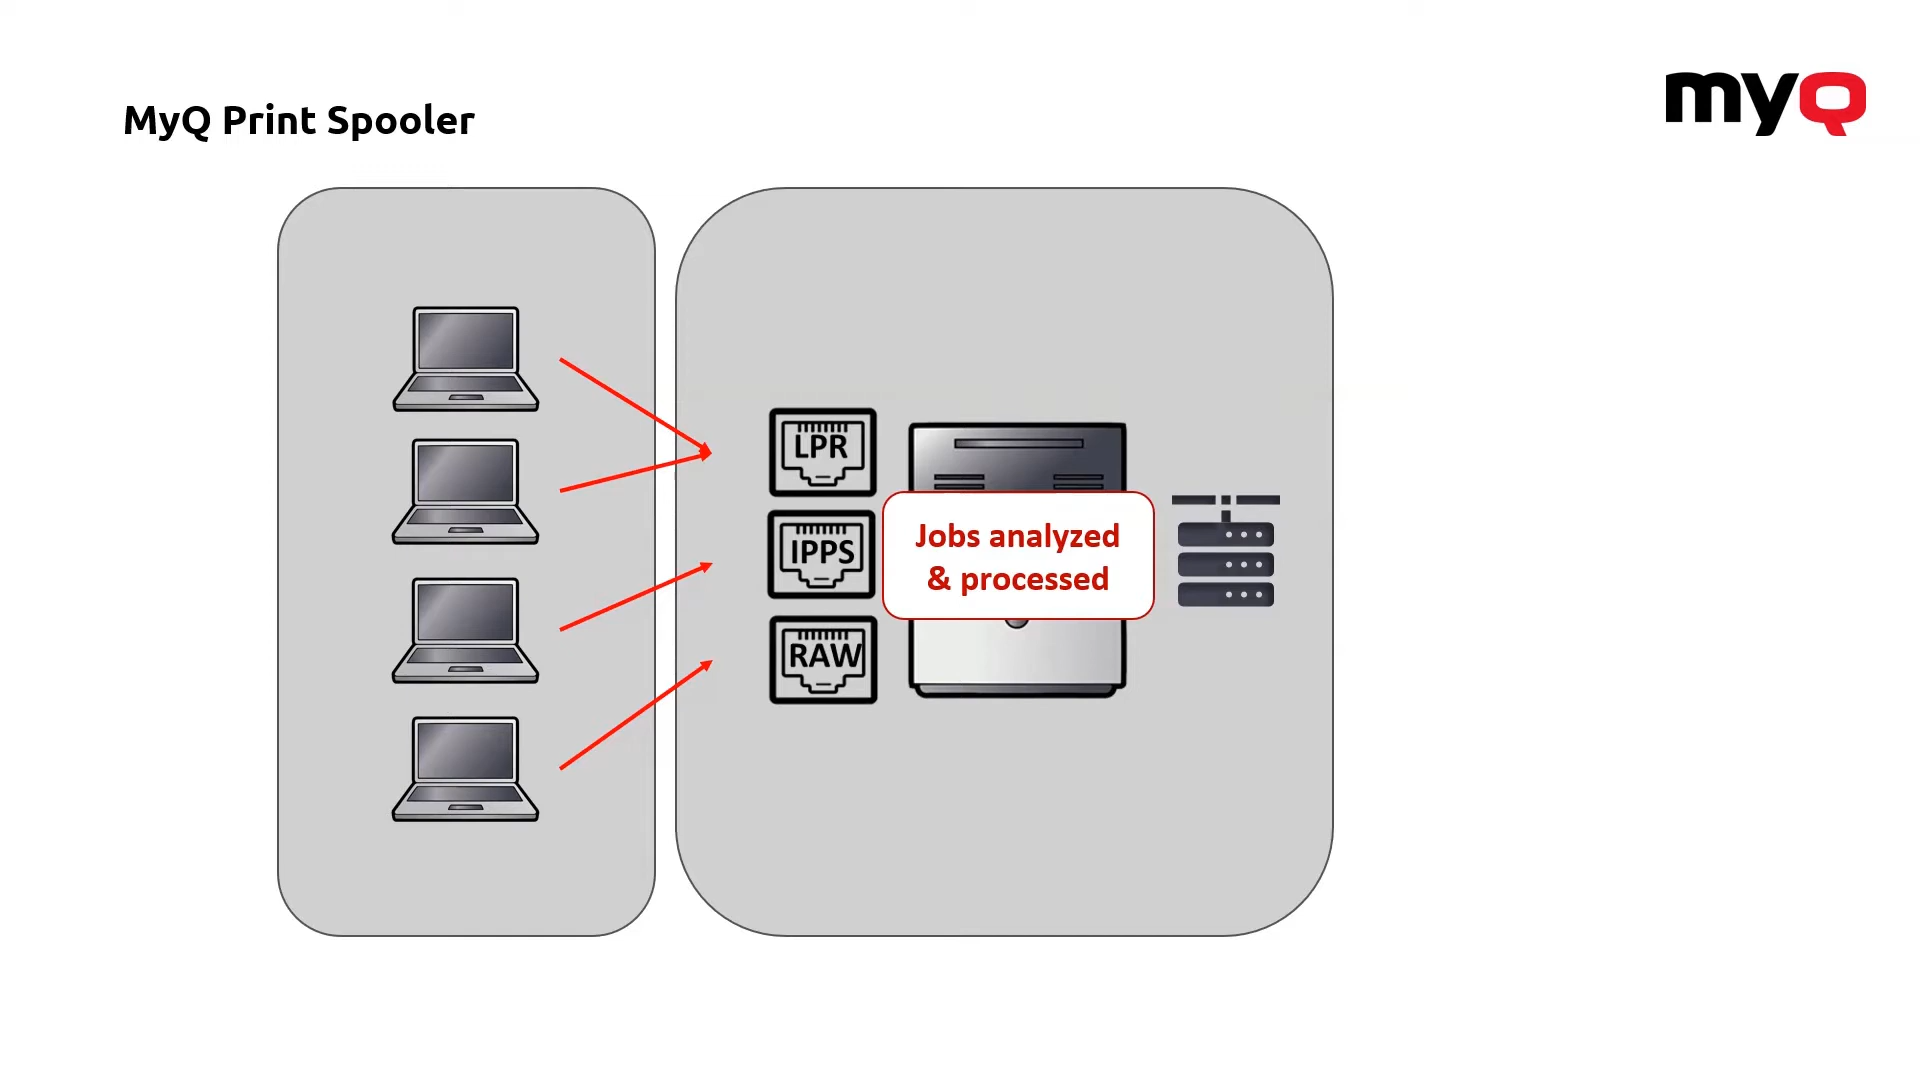 MyQ Print Spooler
myQ
LPR
IPPS
RAW
Jobs analyzed
& processed